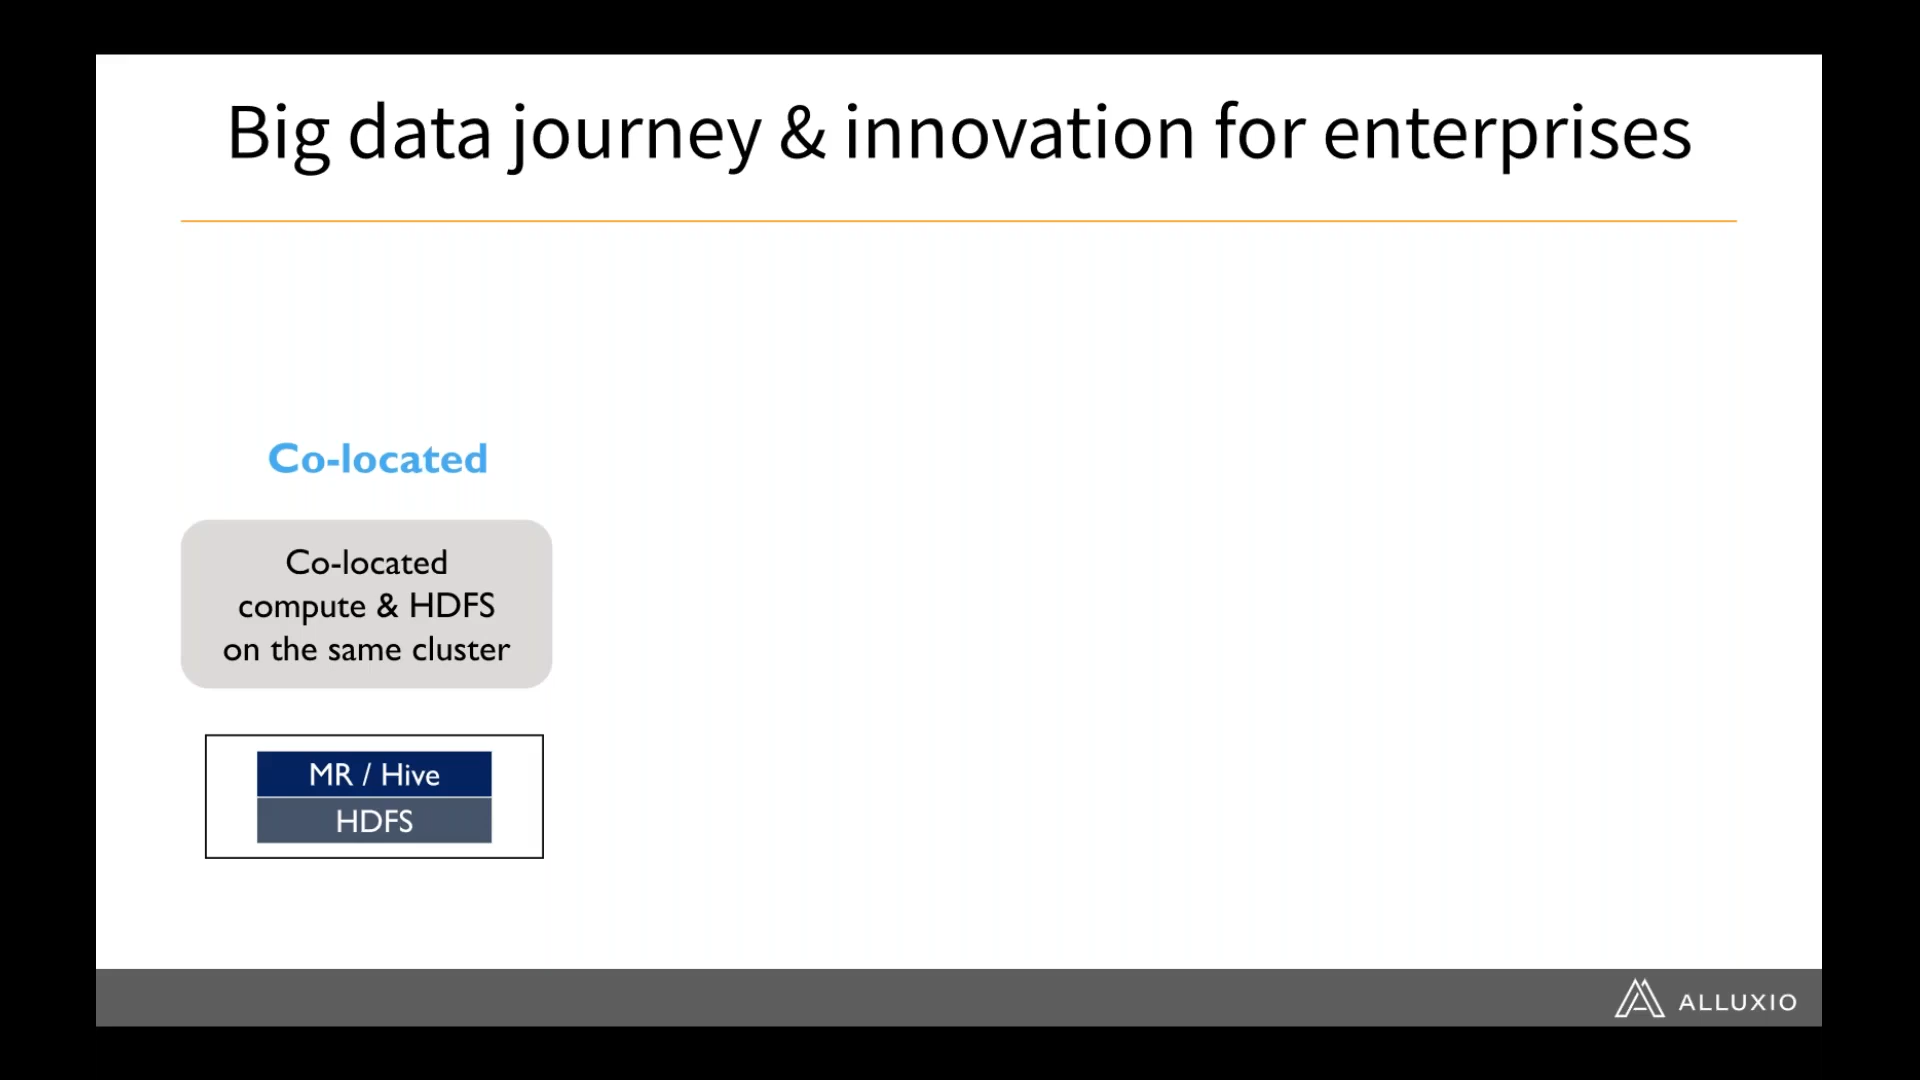 Big data journey & innovation for enterprises
Co-located
Co-located
compute & HDFS
on the same cluster
MR / Hive
HDFS
ALLUXIO